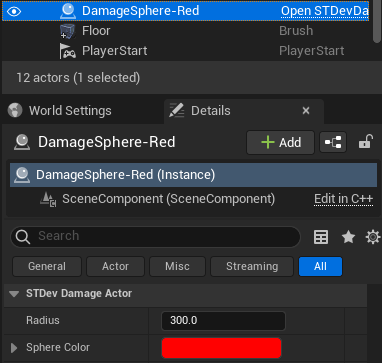 DamageSphere-Red Open STDevDa
Floor Brush
PlayerStart PlayerStart
12 actors (1 selected)
World Settings Details ×
DamageSphere-Red + Add
DamageSphere-Red (Instance)
SceneComponent (SceneComponent) Edit in C++
Search
General Actor Misc Streaming All
STDev Damage Actor
Radius 300.0
Sphere Color